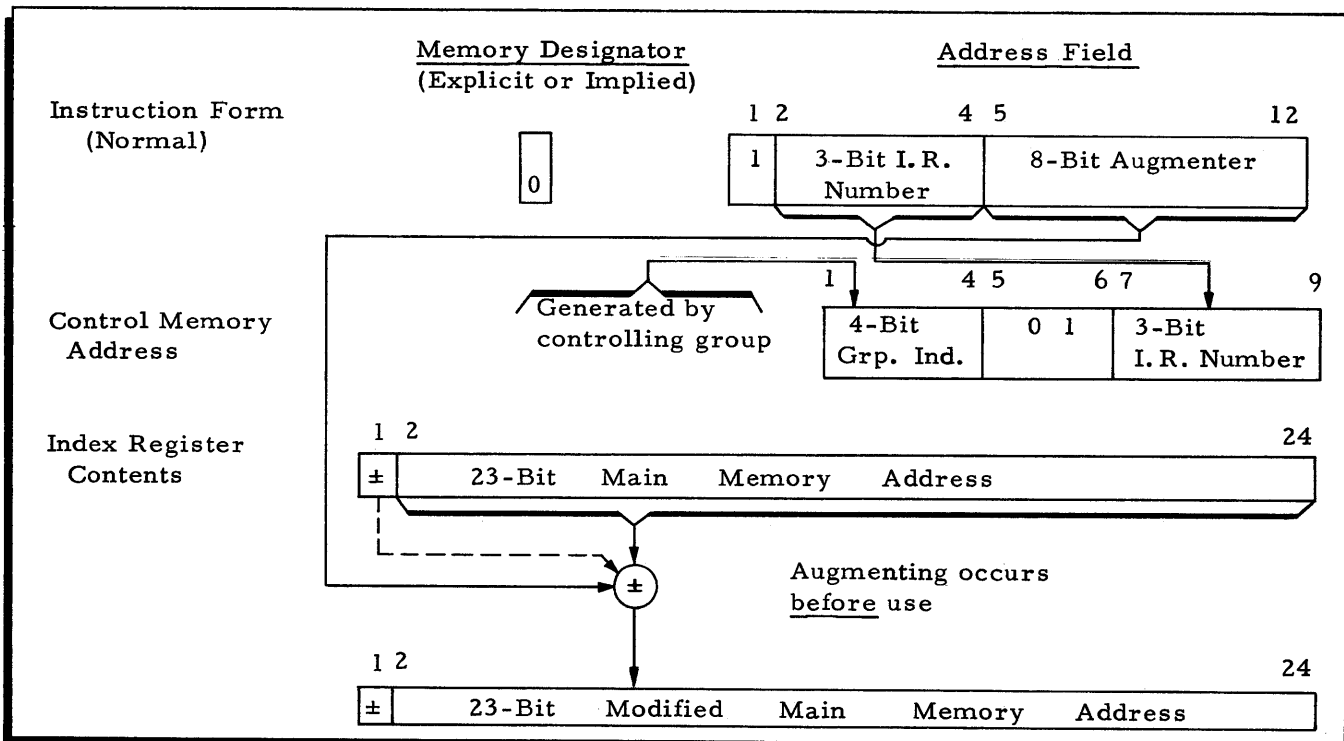 Memory Designator
(Explicit or Implied)
Address Field
Instruction Form
(Normal)
1 2 4 5 12
0
1
3-Bit I.R.
Number
8-Bit Augmenter
1 4 5 6 7 9
Generated by
controlling group
Control Memory
Address
4-Bit
Grp. Ind.
0 1
3-Bit
I.R. Number
Index Register
Contents
1 2 24
± 23-Bit Main Memory Address
±
Augmenting occurs
before use
1 2 24
± 23-Bit Modified Main Memory Address